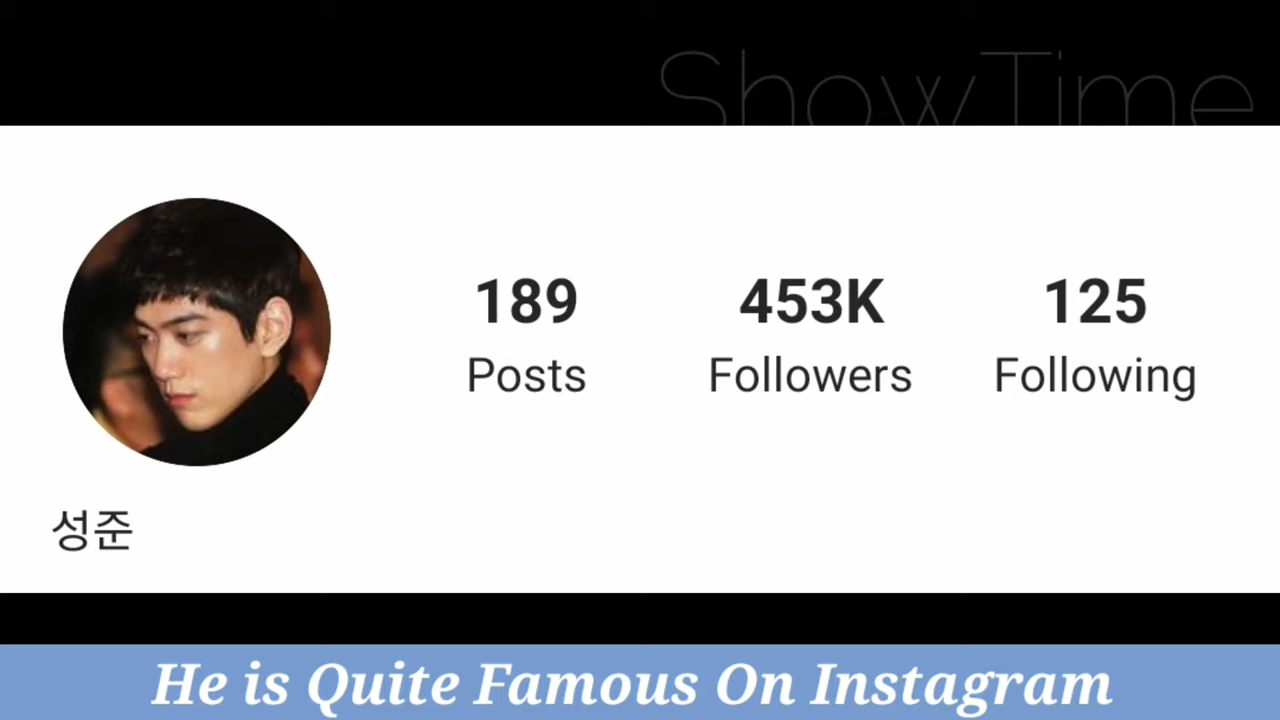 ShowTime
189 453K 125
Posts Followers Following
성준
He is Quite Famous On Instagram